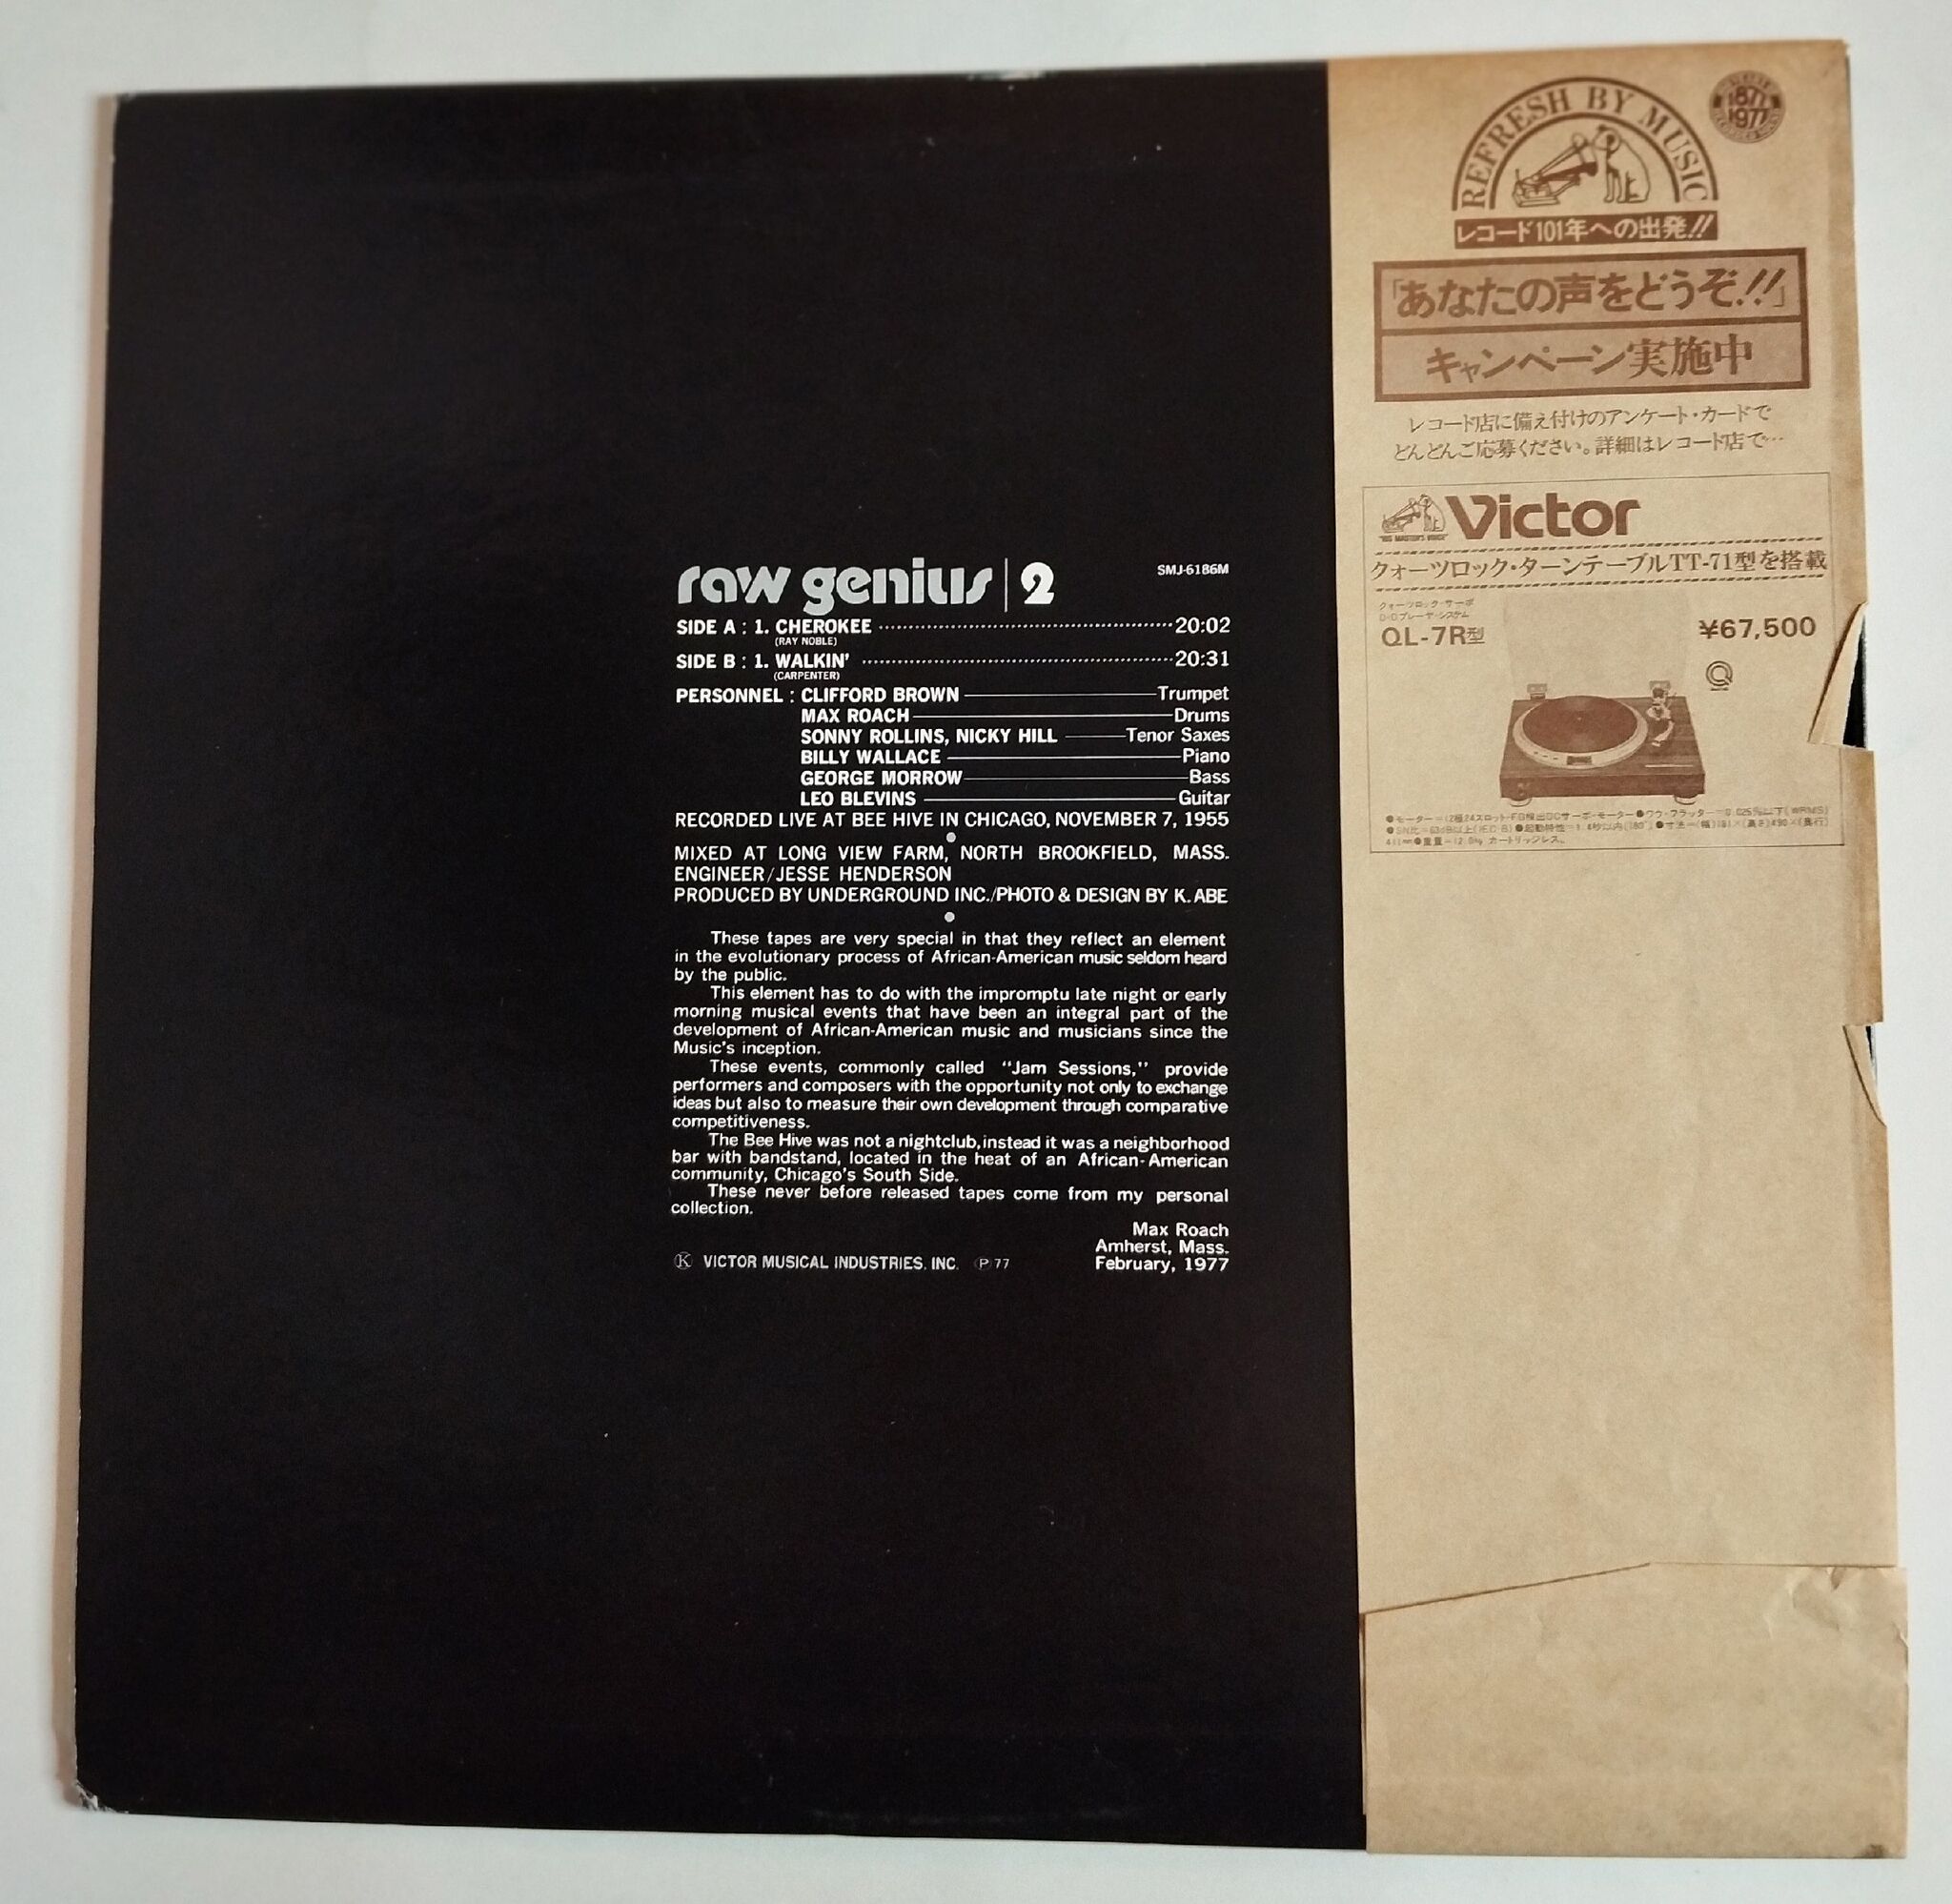 raw genius | 2
SMJ-6186M
SIDE A : 1. CHEROKEE 20:02
(RAY NOBLE)
SIDE B : 1. WALKIN' 20:31
(CARPENTER)
PERSONNEL : CLIFFORD BROWN Trumpet
MAX ROACH Drums
SONNY ROLLINS, NICKY HILL Tenor Saxes
BILLY WALLACE Piano
GEORGE MORROW Bass
LEO BLEVINS Guitar
RECORDED LIVE AT BEE HIVE IN CHICAGO, NOVEMBER 7, 1955
MIXED AT LONG VIEW FARM, NORTH BROOKFIELD, MASS.
ENGINEER/JESSE HENDERSON
PRODUCED BY UNDERGROUND INC./PHOTO & DESIGN BY K. ABE
These tapes are very special in that they reflect an element
in the evolutionary process of African-American music seldom heard
by the public.
This element has to do with the impromptu late night or early
morning musical events that have been an integral part of the
development of African-American music and musicians since the
Music's inception.
These events, commonly called "Jam Sessions," provide
performers and composers with the opportunity not only to exchange
ideas but also to measure their own development through comparative
competitiveness.
The Bee Hive was not a nightclub, instead it was a neighborhood
bar with bandstand, located in the heat of an African-American
community, Chicago's South Side.
These never before released tapes come from my personal
collection.
Max Roach
Amherst, Mass.
February, 1977
Ⓚ VICTOR MUSICAL INDUSTRIES, INC. Ⓟ 77
REFRESH BY MUSIC
1877
1977
レコード101年への出発!!
「あなたの声をどうぞ!!」
キャンペーン実施中
レコード店に備え付けのアンケート・カードで
どんどんご応募ください。詳細はレコード店で…
Victor
"HIS MASTER'S VOICE"
クォーツロック・ターンテーブルTT-71型を搭載
クォーツロック・サーボ
QL-7R型
¥67,500